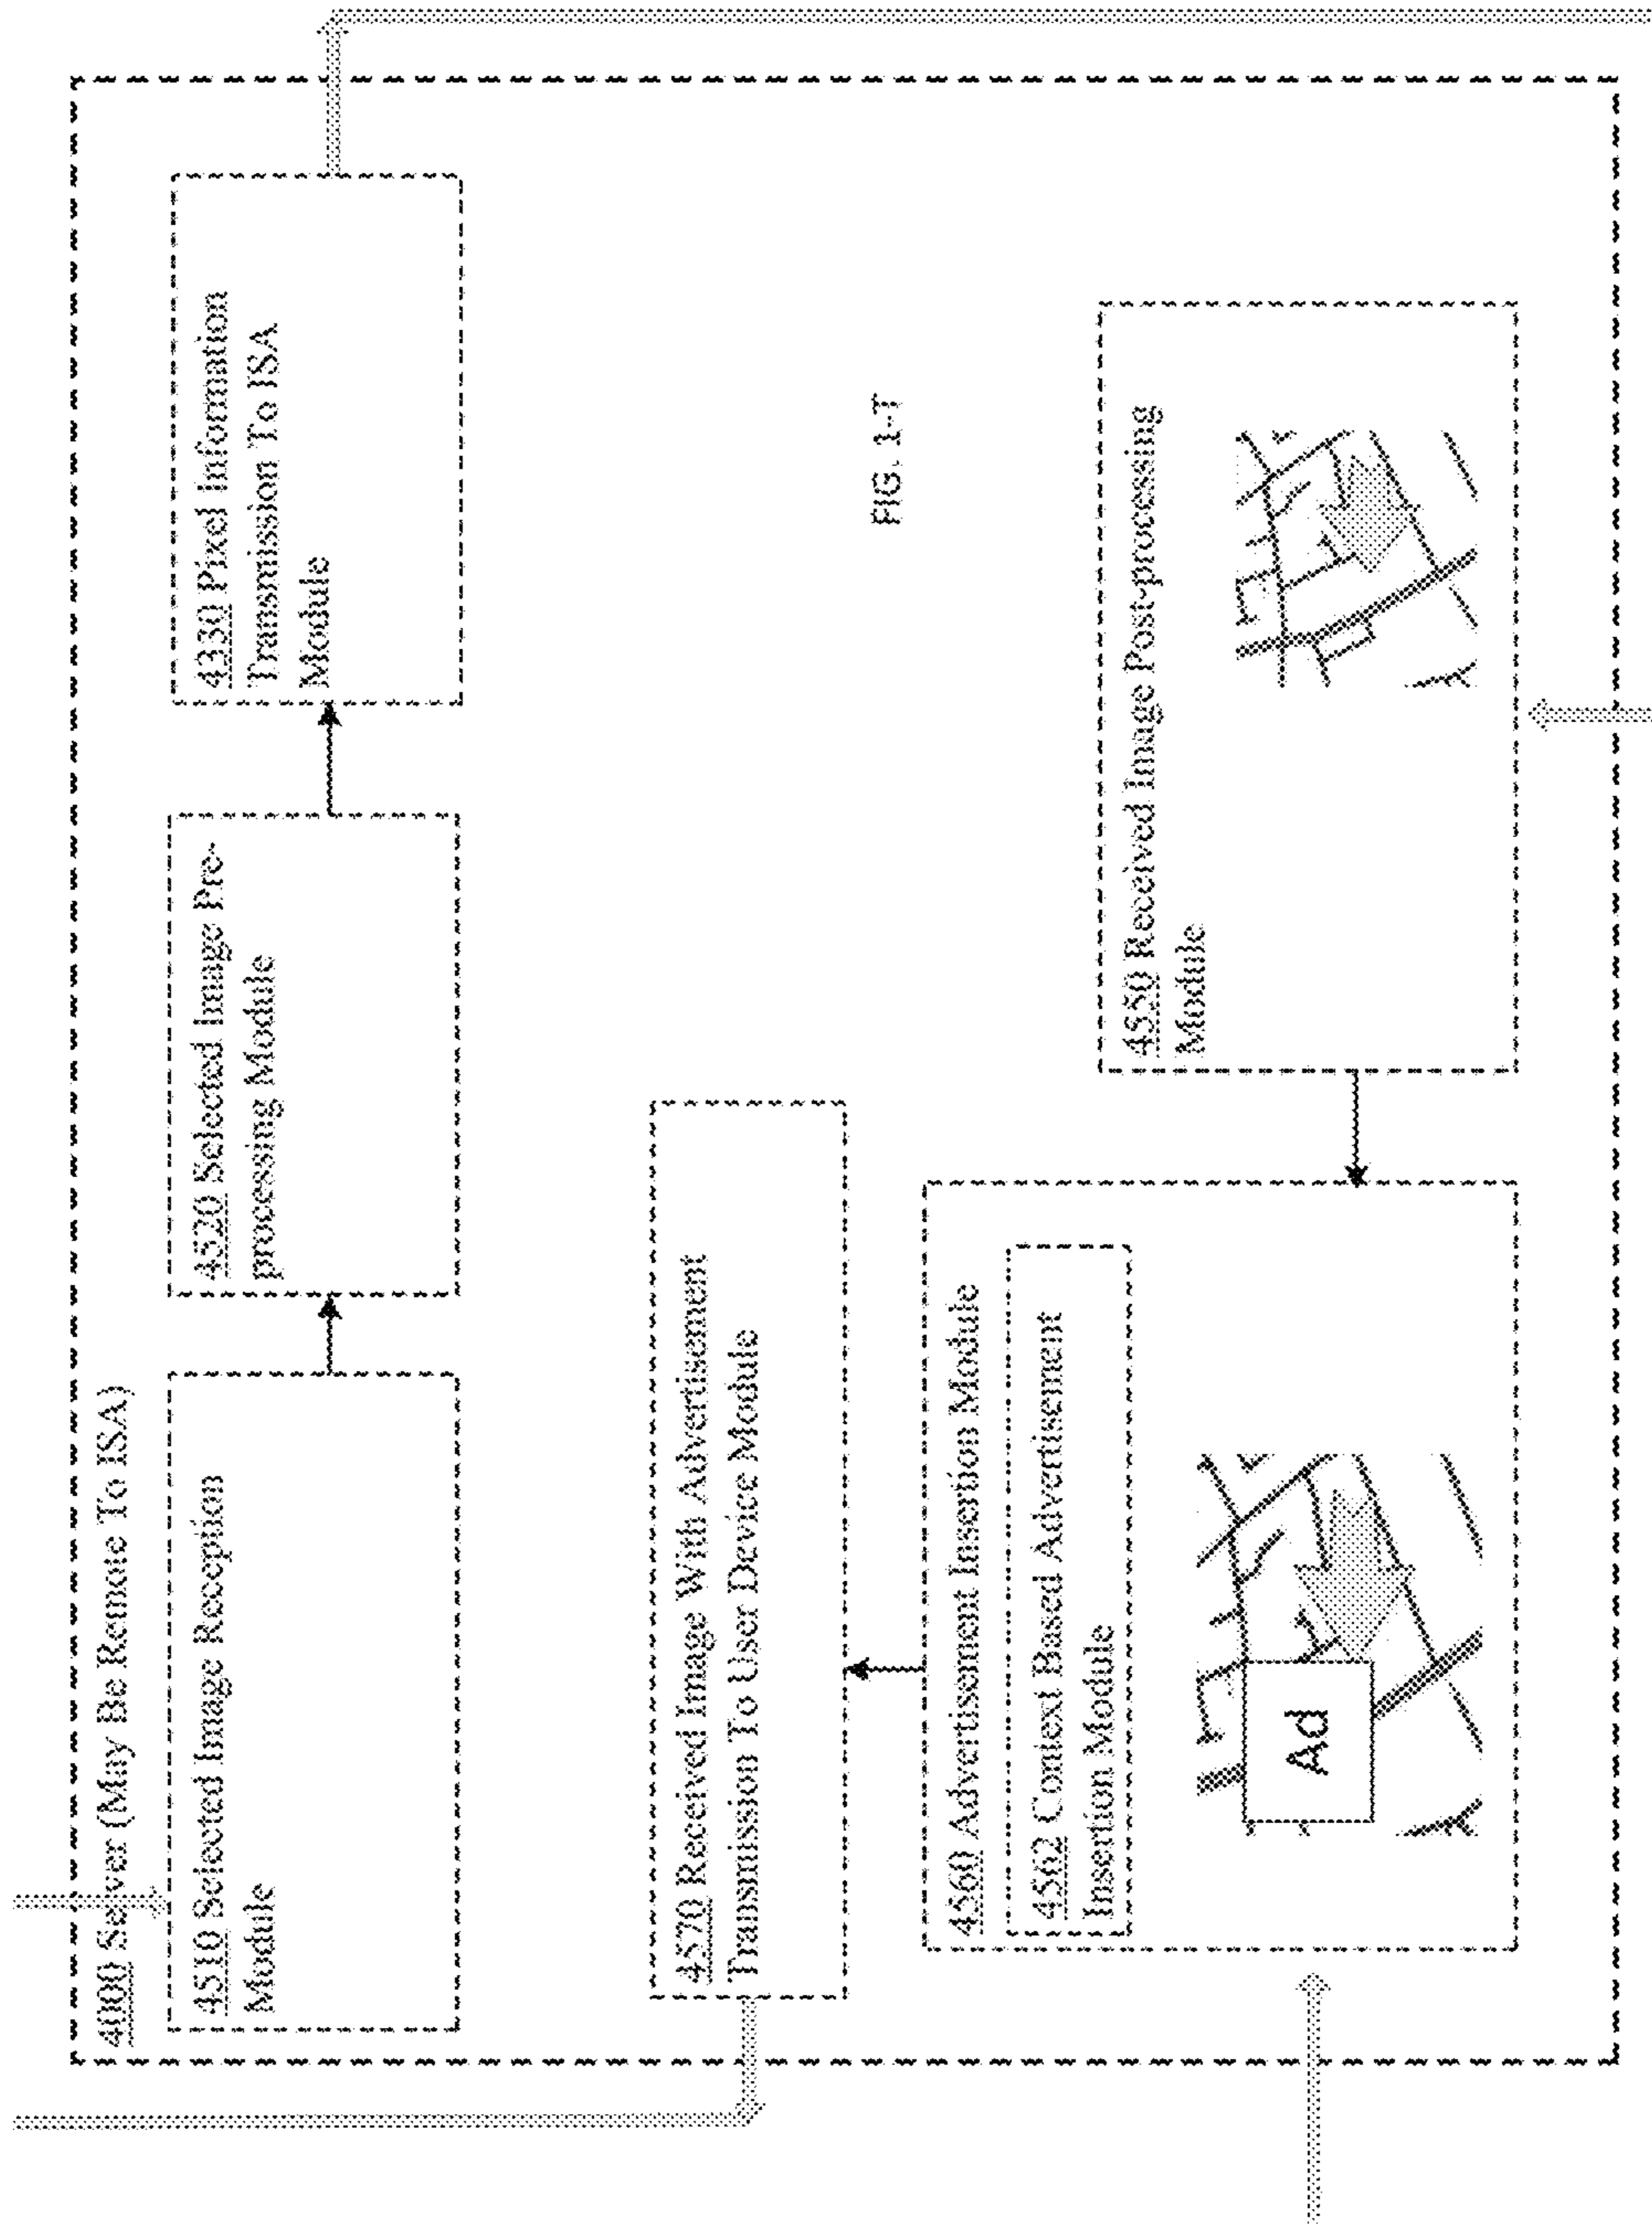 4000 Server (May Be Remote To ISA)
4510 Selected Image Reception
Module
4520 Selected Image Pre-
processing Module
4330 Pixel Information
Transmission To ISA
Module
4570 Received Image With Advertisement
Transmission To User Device Module
FIG. 1-T
4560 Advertisement Insertion Module
4562 Context Based Advertisement
Insertion Module
Ad
4550 Received Image Post-processing
Module